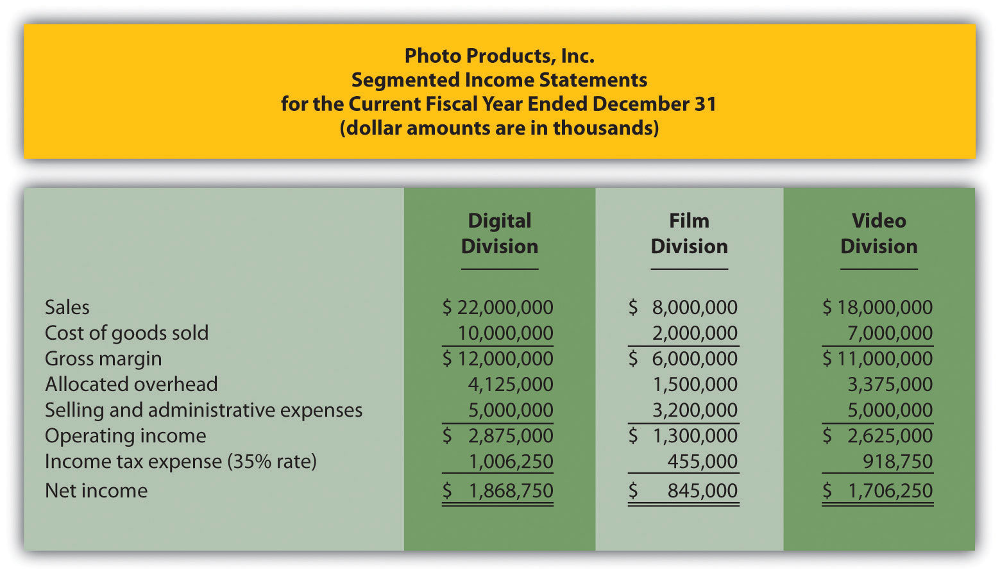 Photo Products, Inc.
Segmented Income Statements
for the Current Fiscal Year Ended December 31
(dollar amounts are in thousands)
Digital Division Film Division Video Division
Sales $ 22,000,000 $ 8,000,000 $ 18,000,000
Cost of goods sold 10,000,000 2,000,000 7,000,000
Gross margin $ 12,000,000 $ 6,000,000 $ 11,000,000
Allocated overhead 4,125,000 1,500,000 3,375,000
Selling and administrative expenses 5,000,000 3,200,000 5,000,000
Operating income $ 2,875,000 $ 1,300,000 $ 2,625,000
Income tax expense (35% rate) 1,006,250 455,000 918,750
Net income $ 1,868,750 $ 845,000 $ 1,706,250